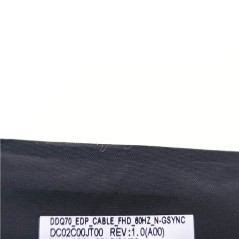 DDQ70_EDP_CABLE_FHD_60HZ_N-GSYNC
DC02C00JT00 REV:1.0(A00)